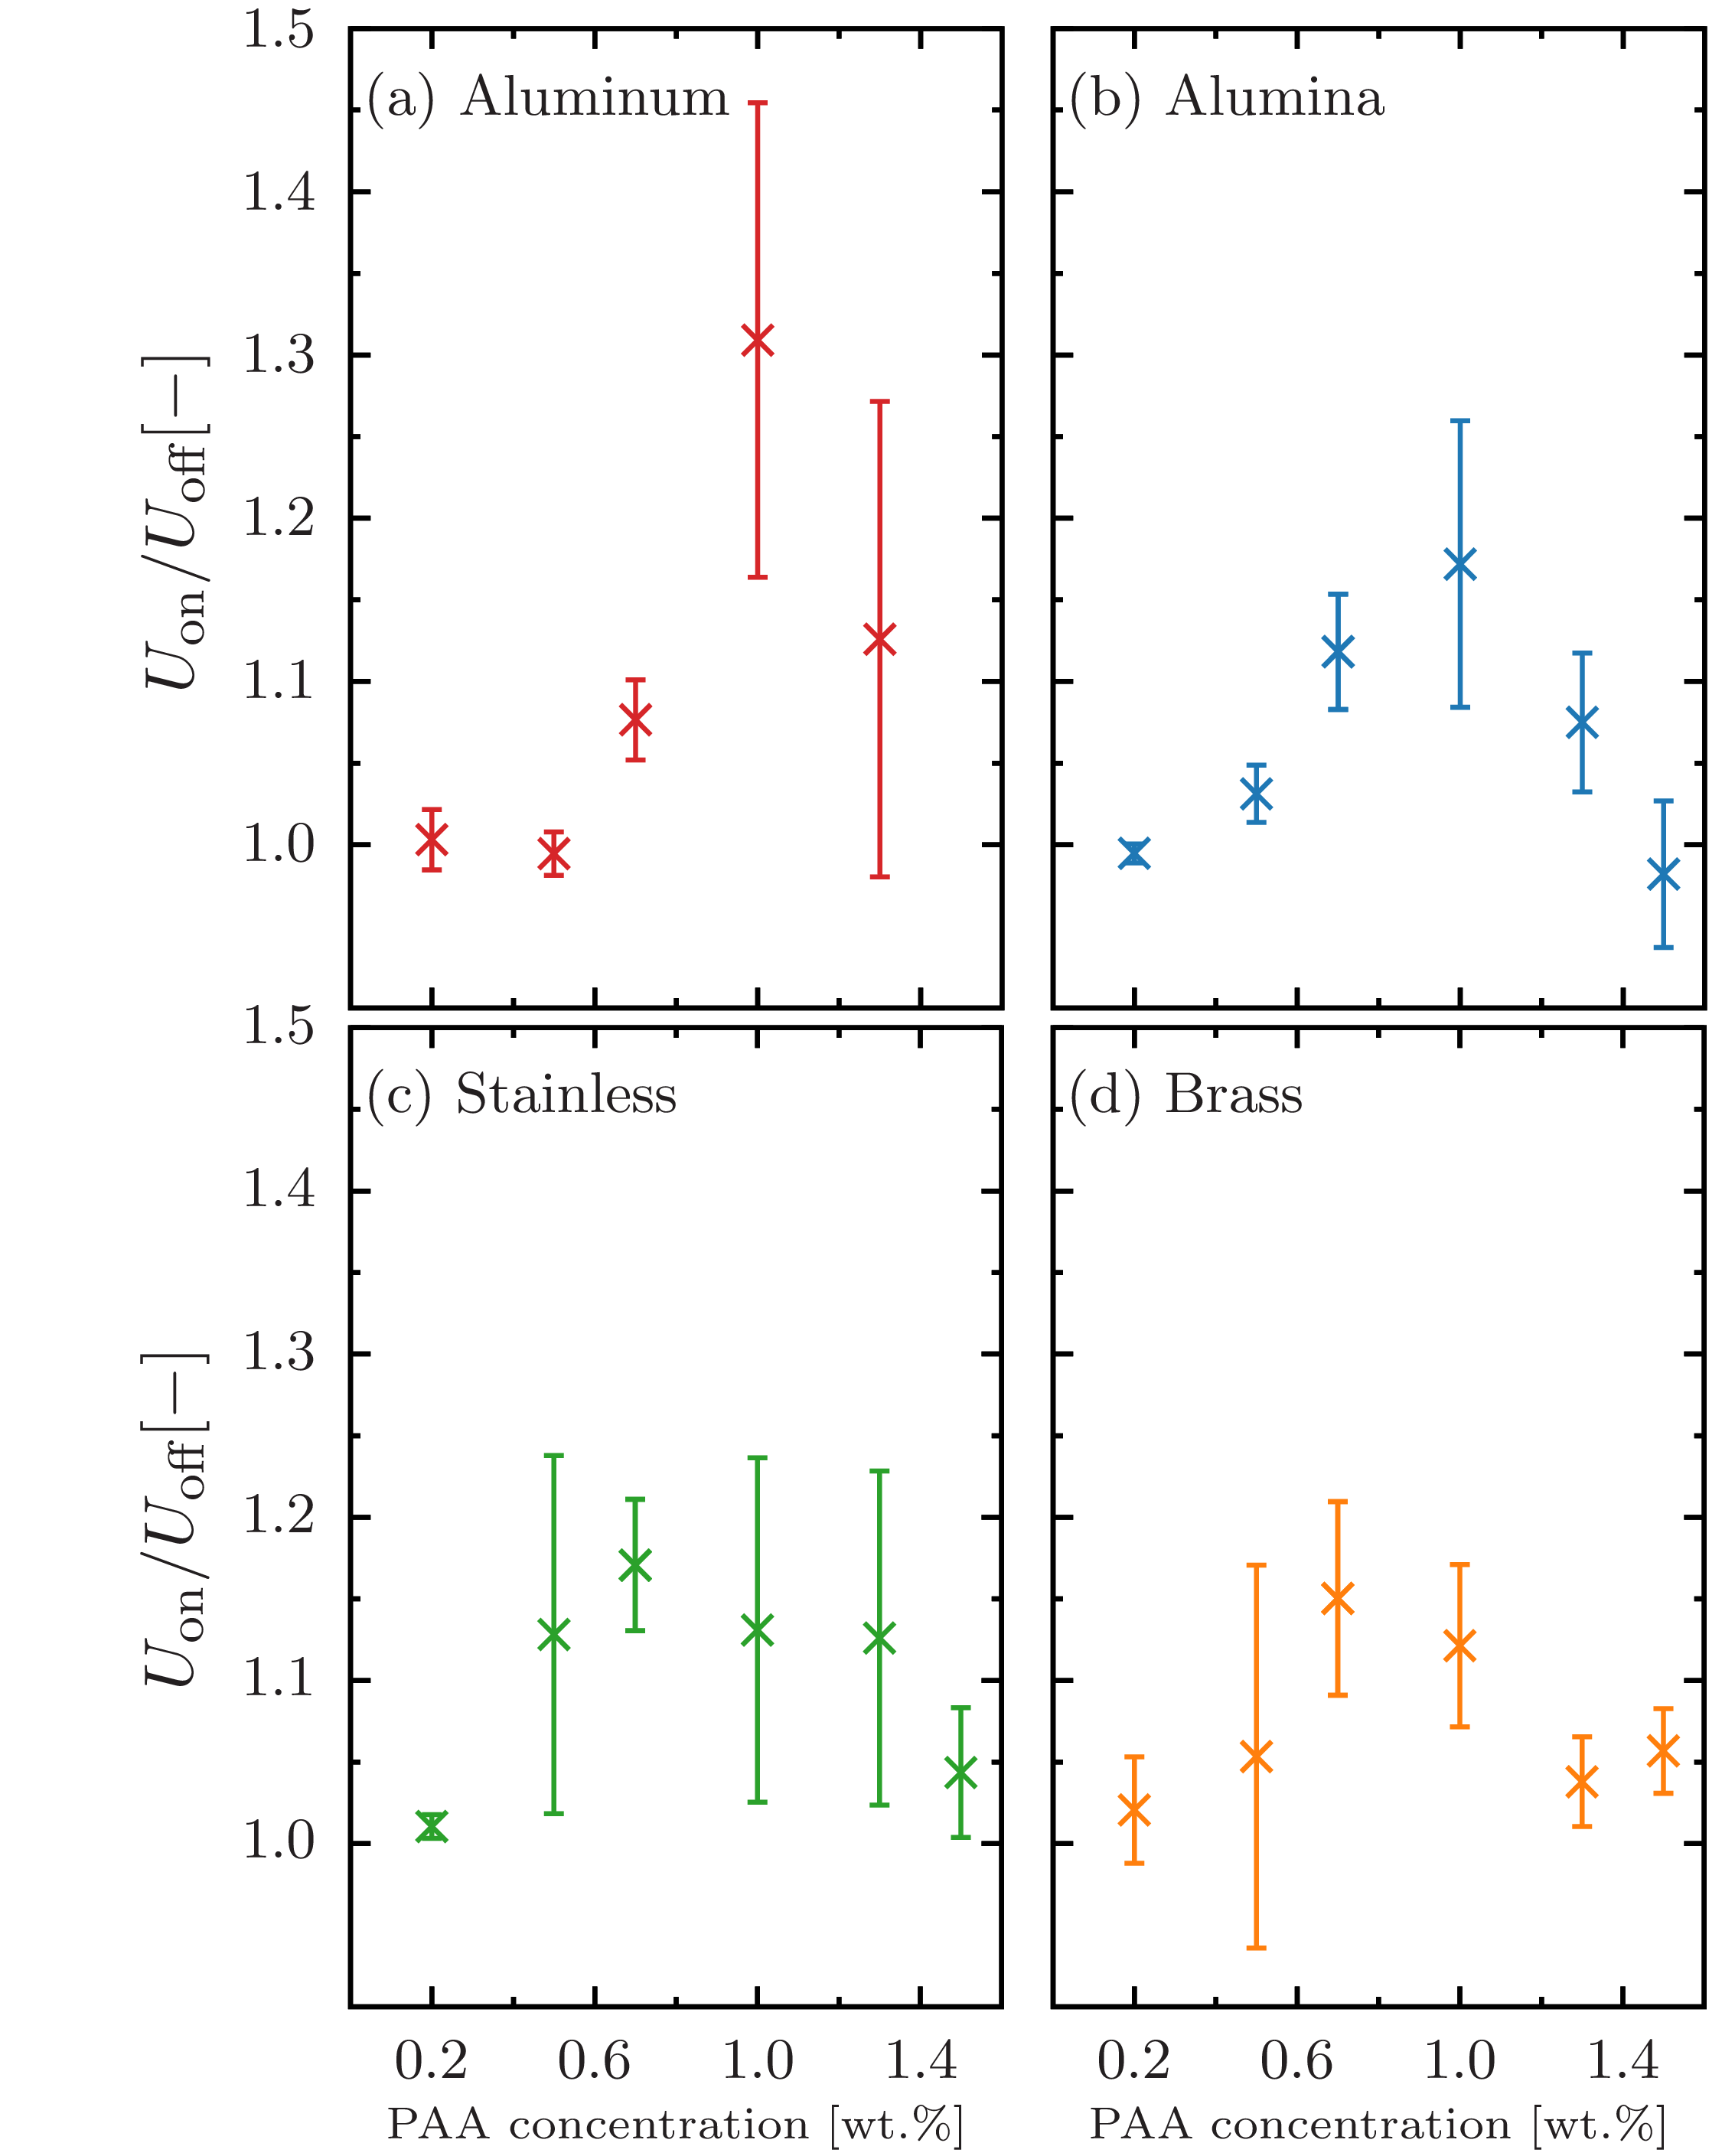 1.5
(a) Aluminum
(b) Alumina
1.4
1.3
1.2
1.1
1.0
U_on/U_off[−]
1.5
(c) Stainless
(d) Brass
1.4
1.3
1.2
1.1
1.0
U_on/U_off[−]
0.2 0.6 1.0 1.4
0.2 0.6 1.0 1.4
PAA concentration [wt.%]
PAA concentration [wt.%]